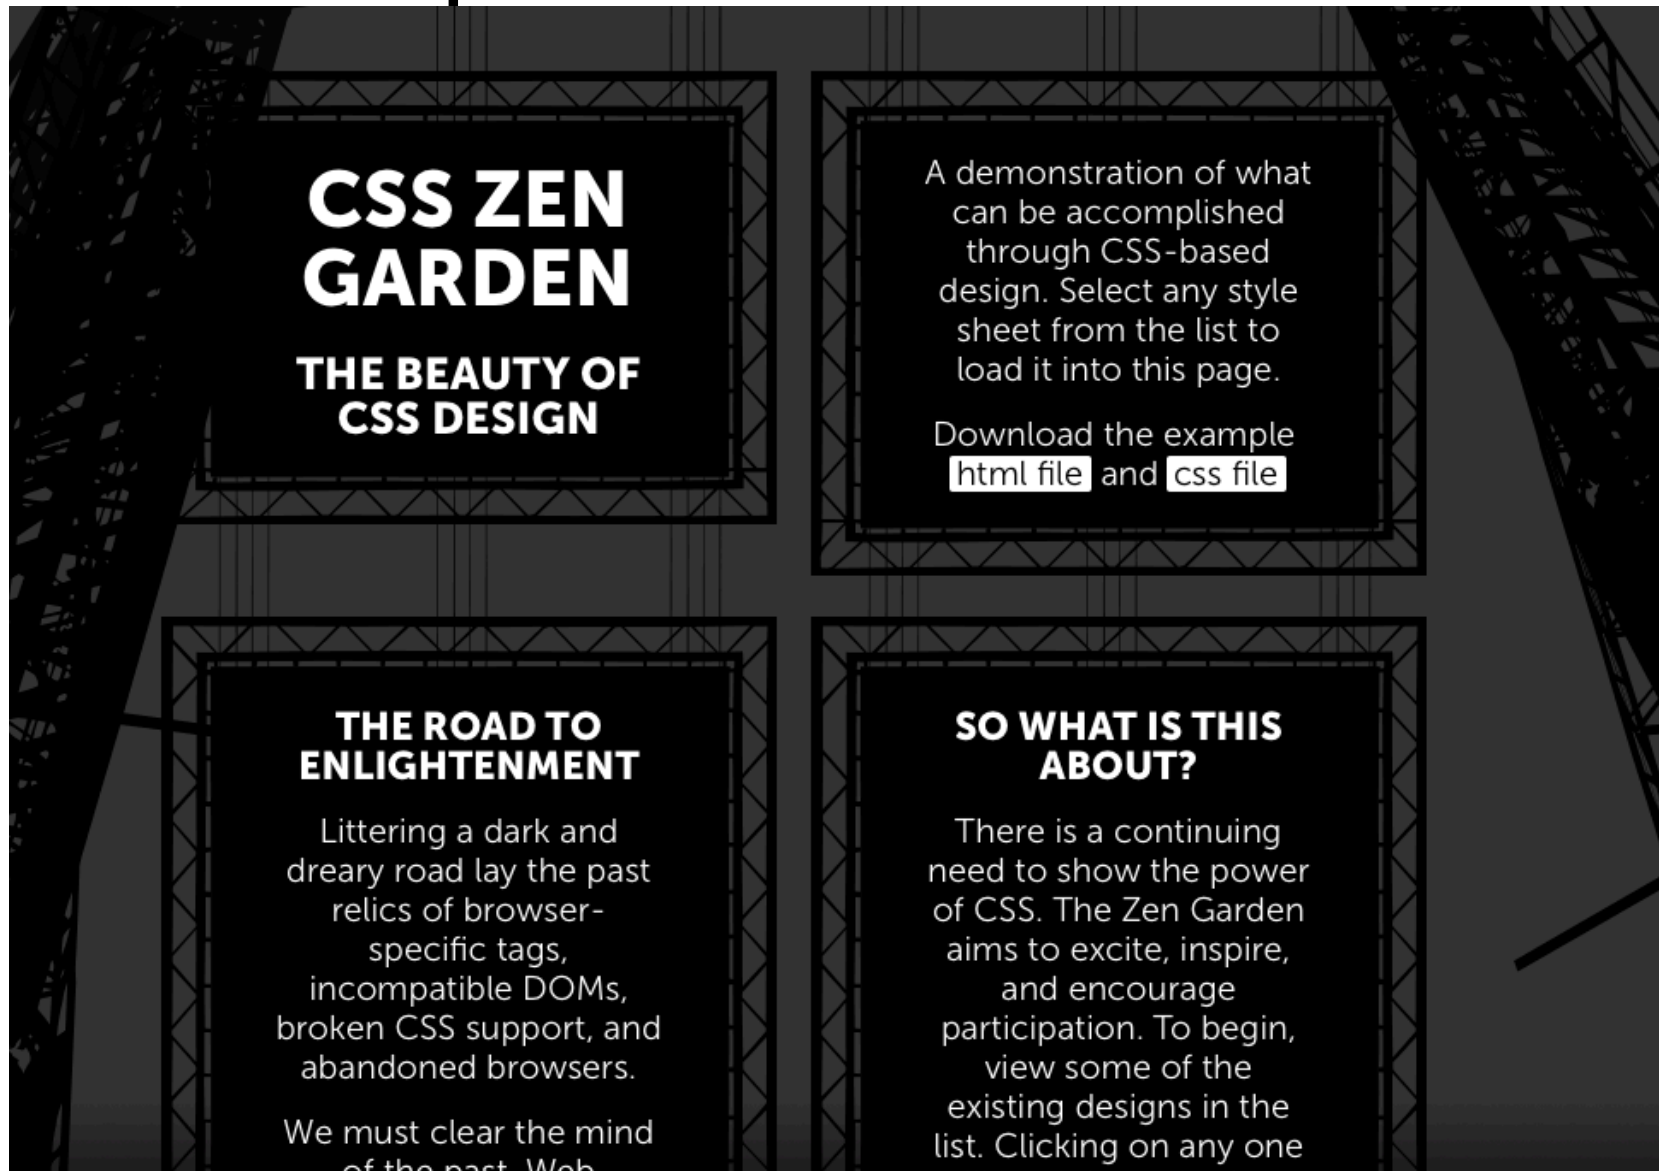 CSS ZEN
GARDEN
THE BEAUTY OF
CSS DESIGN
A demonstration of what
can be accomplished
through CSS-based
design. Select any style
sheet from the list to
load it into this page.
Download the example
html file and css file
THE ROAD TO
ENLIGHTENMENT
Littering a dark and
dreary road lay the past
relics of browser-
specific tags,
incompatible DOMs,
broken CSS support, and
abandoned browsers.
We must clear the mind
of the past. Web
SO WHAT IS THIS
ABOUT?
There is a continuing
need to show the power
of CSS. The Zen Garden
aims to excite, inspire,
and encourage
participation. To begin,
view some of the
existing designs in the
list. Clicking on any one